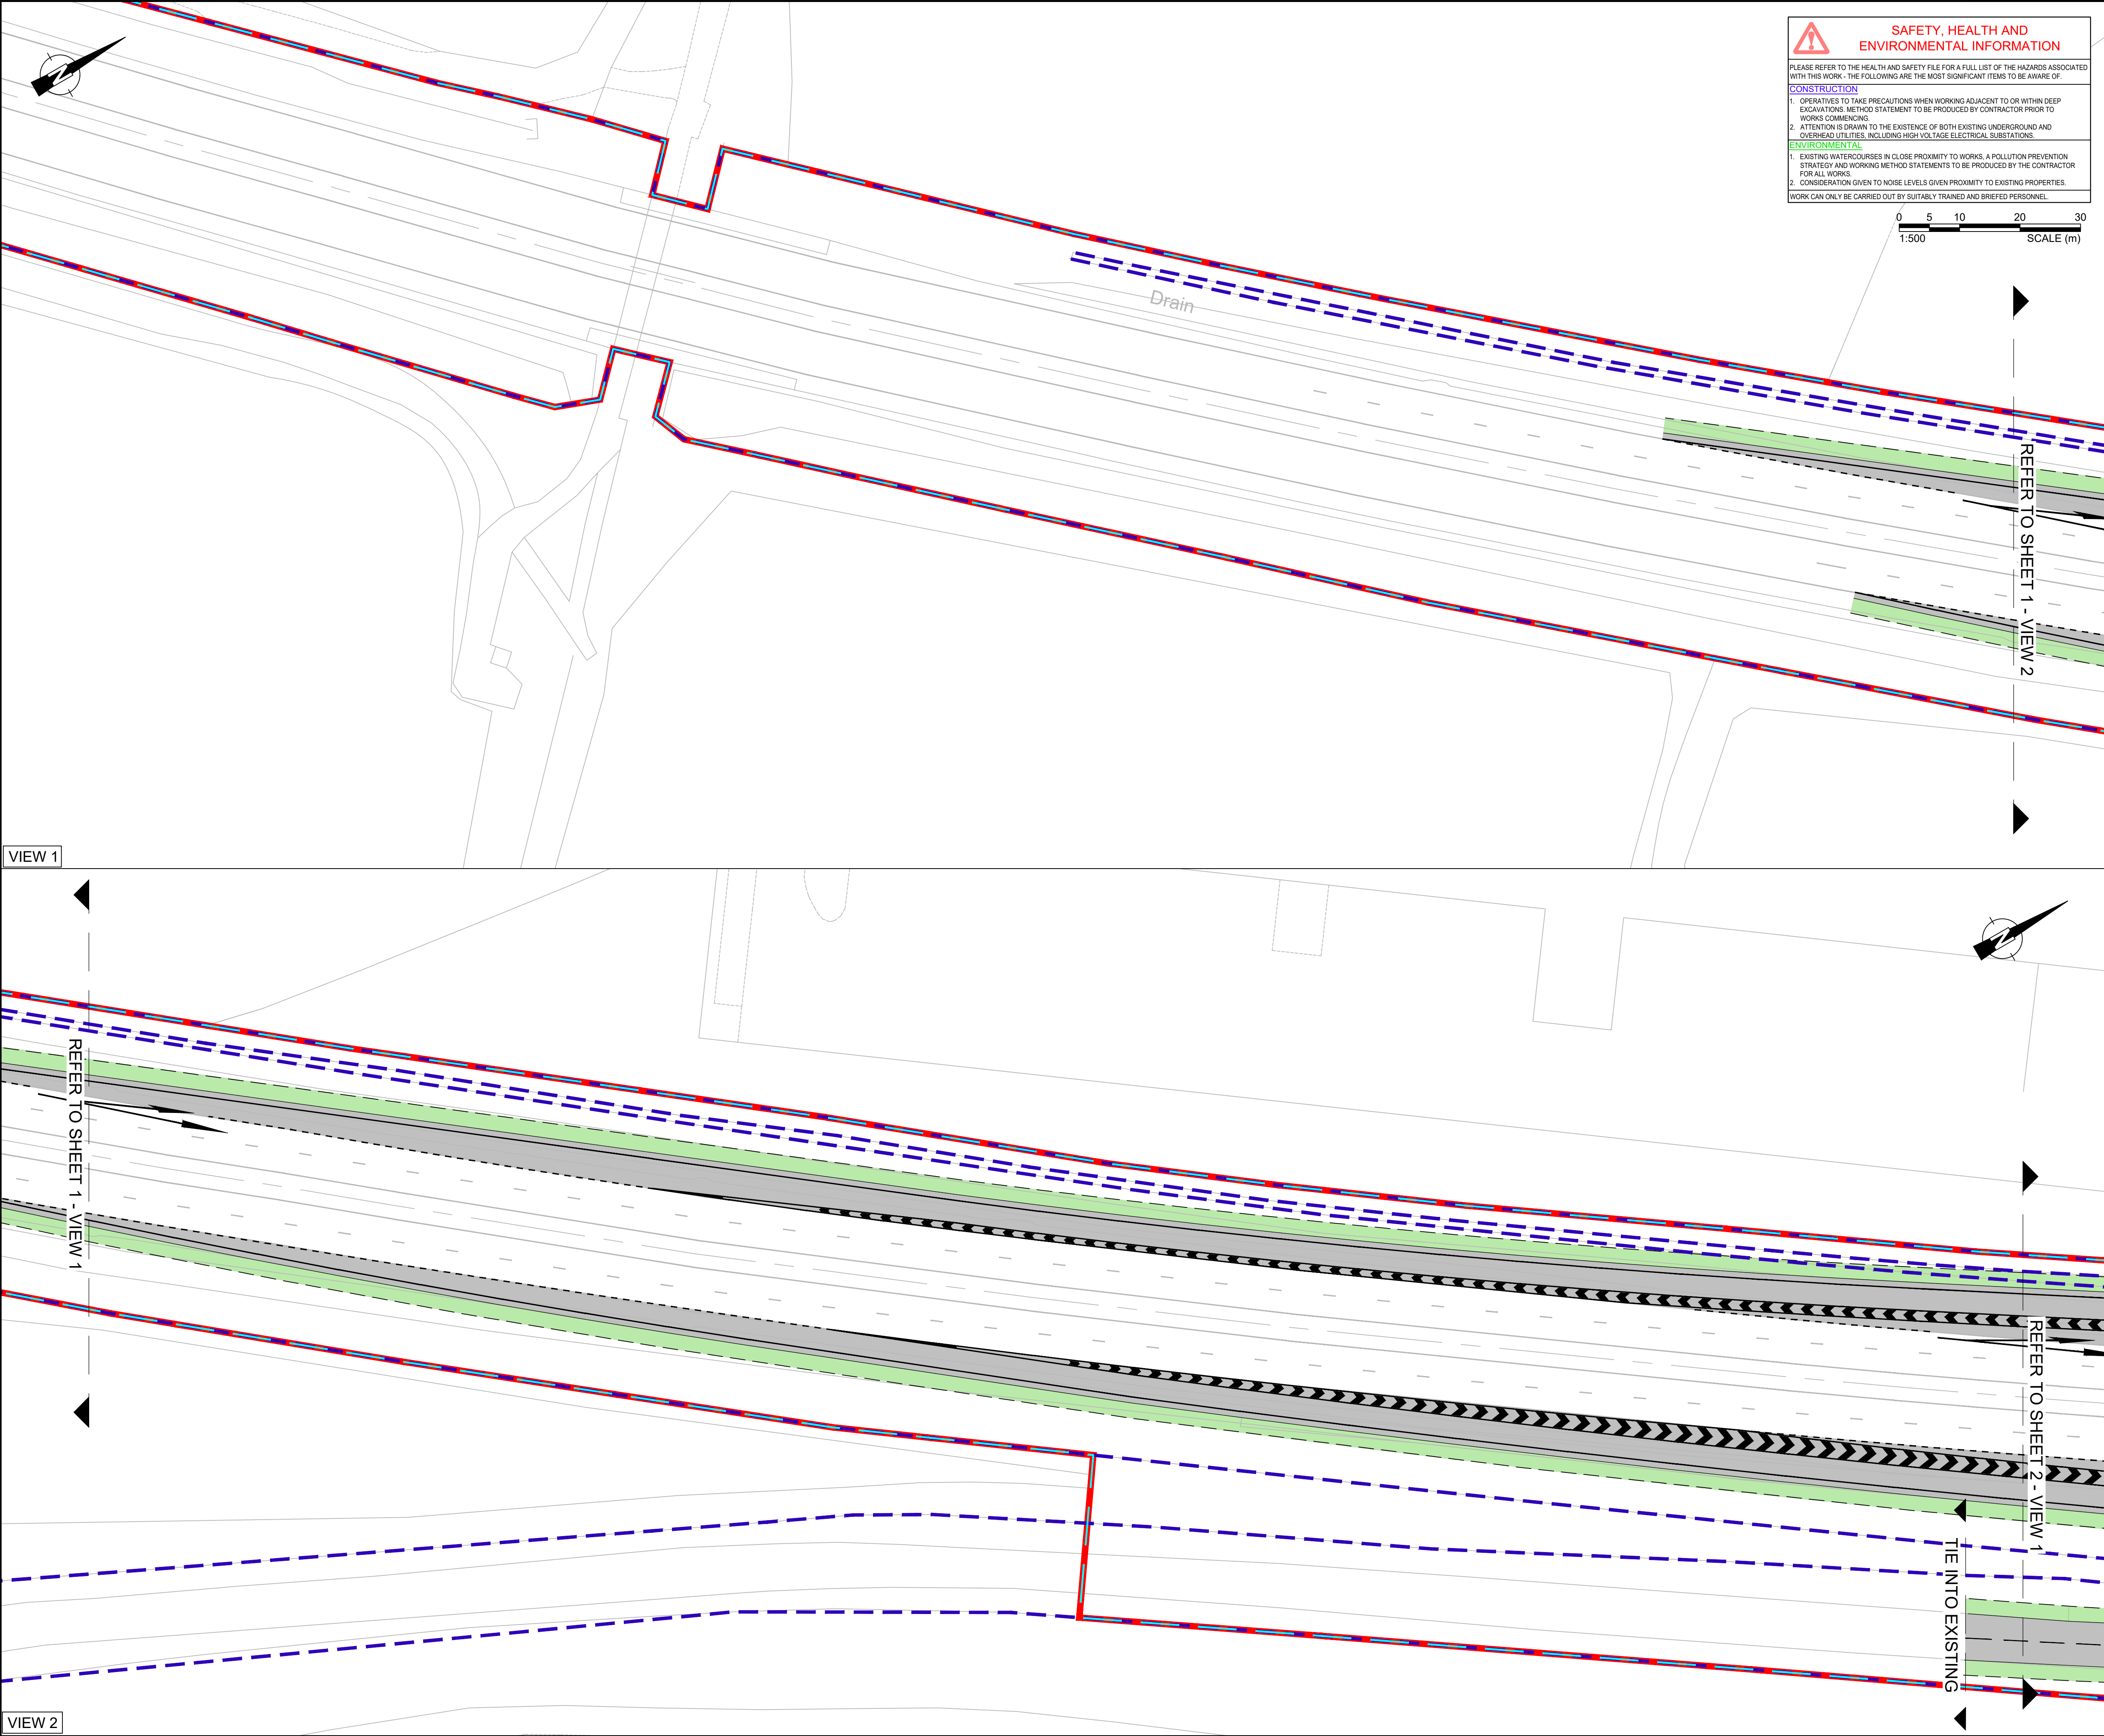 SAFETY, HEALTH AND
ENVIRONMENTAL INFORMATION
PLEASE REFER TO THE HEALTH AND SAFETY FILE FOR A FULL LIST OF THE HAZARDS ASSOCIATED
WITH THIS WORK - THE FOLLOWING ARE THE MOST SIGNIFICANT ITEMS TO BE AWARE OF.
CONSTRUCTION
1. OPERATIVES TO TAKE PRECAUTIONS WHEN WORKING ADJACENT TO OR WITHIN DEEP
EXCAVATIONS. METHOD STATEMENT TO BE PRODUCED BY CONTRACTOR PRIOR TO
WORKS COMMENCING.
2. ATTENTION IS DRAWN TO THE EXISTENCE OF BOTH EXISTING UNDERGROUND AND
OVERHEAD UTILITIES, INCLUDING HIGH VOLTAGE ELECTRICAL SUBSTATIONS.
ENVIRONMENTAL
1. EXISTING WATERCOURSES IN CLOSE PROXIMITY TO WORKS, A POLLUTION PREVENTION
STRATEGY AND WORKING METHOD STATEMENTS TO BE PRODUCED BY THE CONTRACTOR
FOR ALL WORKS.
2. CONSIDERATION GIVEN TO NOISE LEVELS GIVEN PROXIMITY TO EXISTING PROPERTIES.
WORK CAN ONLY BE CARRIED OUT BY SUITABLY TRAINED AND BRIEFED PERSONNEL.
0 5 10 20 30
1:500 SCALE (m)
N
Drain
REFER TO SHEET 1 - VIEW 2
VIEW 1
N
REFER TO SHEET 1 - VIEW 1
REFER TO SHEET 2 - VIEW 1
TIE INTO EXISTING
VIEW 2